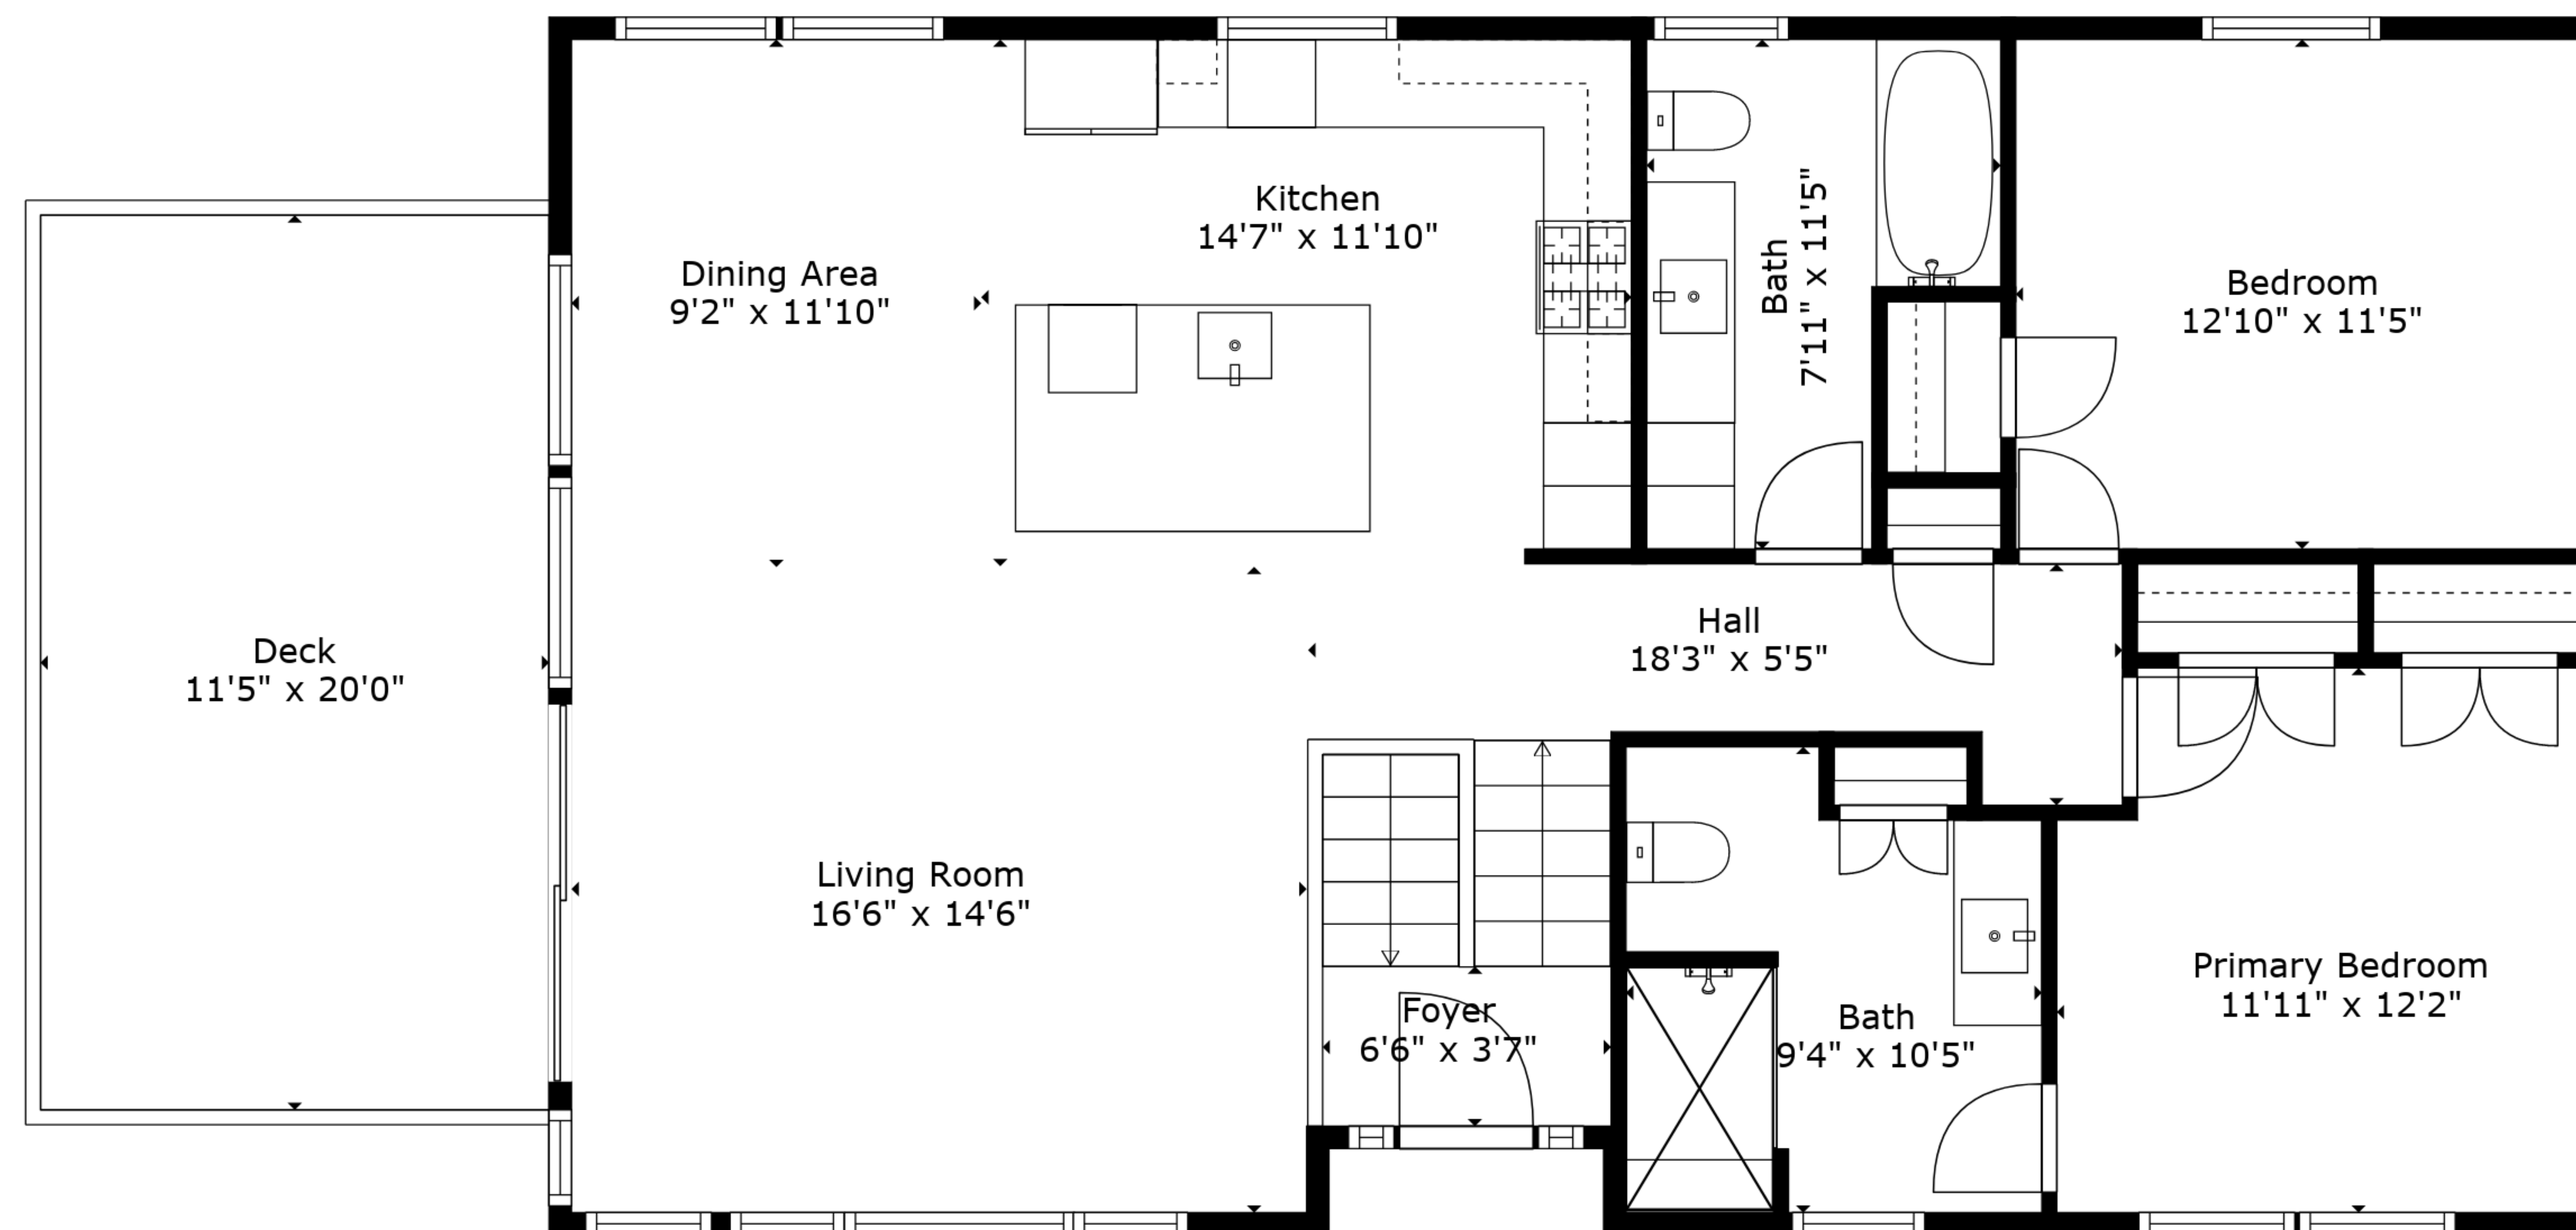 Kitchen
14'7" x 11'10"
Dining Area
9'2" x 11'10"
Bath
7'11" x 11'5"
Bedroom
12'10" x 11'5"
Deck
11'5" x 20'0"
Hall
18'3" x 5'5"
Living Room
16'6" x 14'6"
Foyer
6'6" x 3'7"
Bath
9'4" x 10'5"
Primary Bedroom
11'11" x 12'2"